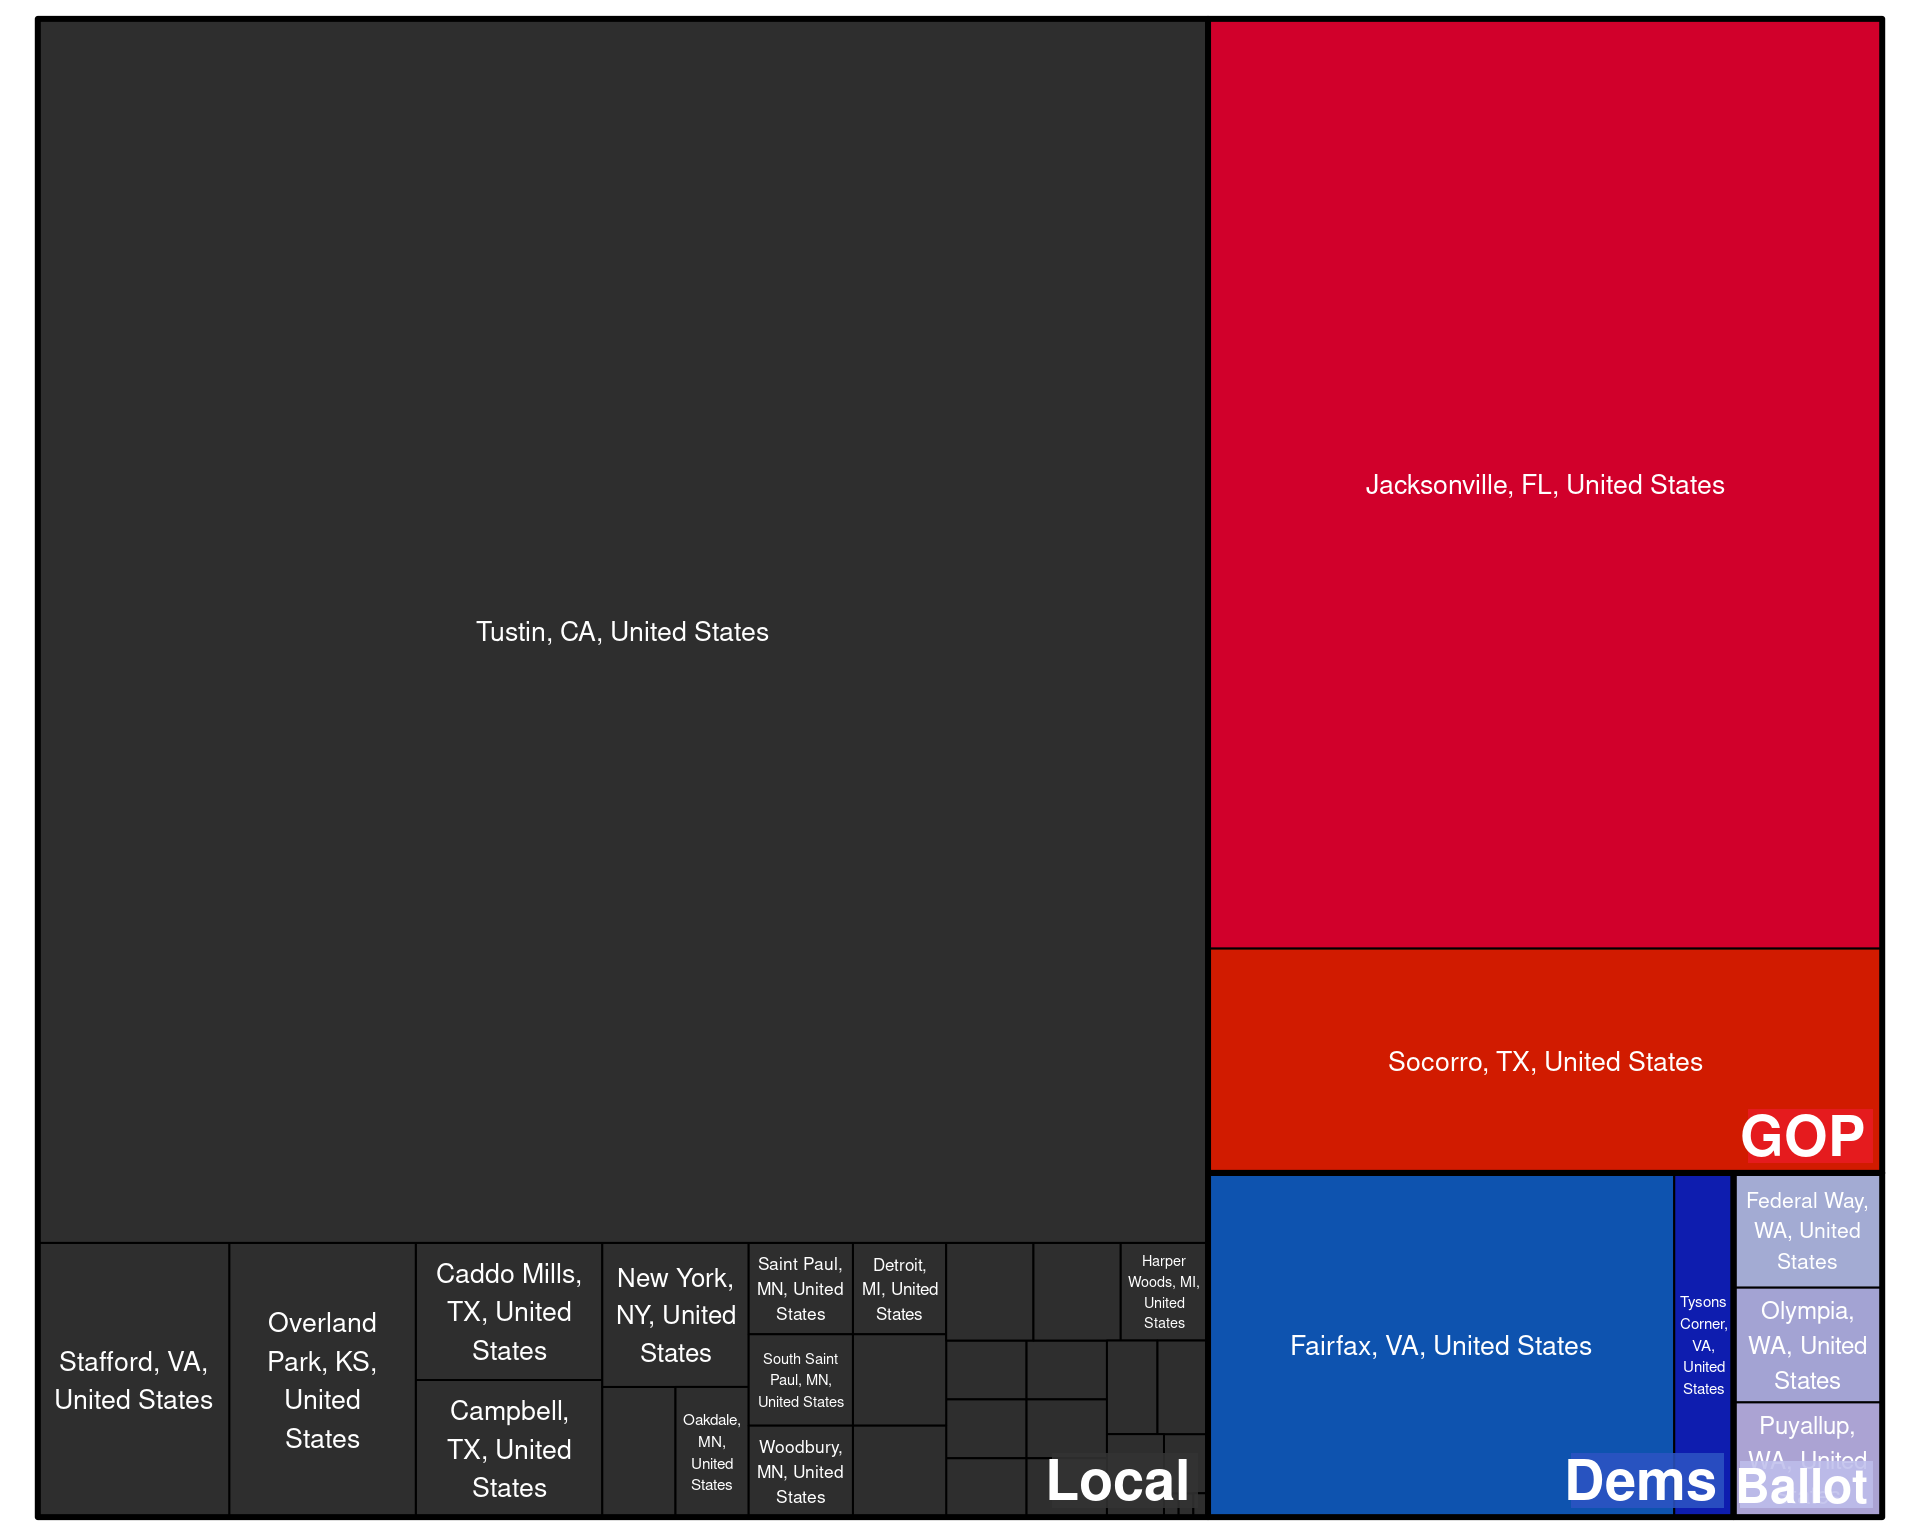 Tustin, CA, United States
Stafford, VA,
United States
Overland
Park, KS,
United
States
Caddo Mills,
TX, United
States
Campbell,
TX, United
States
New York,
NY, United
States
Oakdale,
MN,
United
States
Saint Paul,
MN, United
States
South Saint
Paul, MN,
United States
Woodbury,
MN, United
States
Detroit,
MI, United
States
Harper
Woods, MI,
United
States
Local
Jacksonville, FL, United States
Socorro, TX, United States
GOP
Fairfax, VA, United States
Tysons
Corner,
VA,
United
States
Dems
Federal Way,
WA, United
States
Olympia,
WA, United
States
Puyallup,
WA, United
Ballot